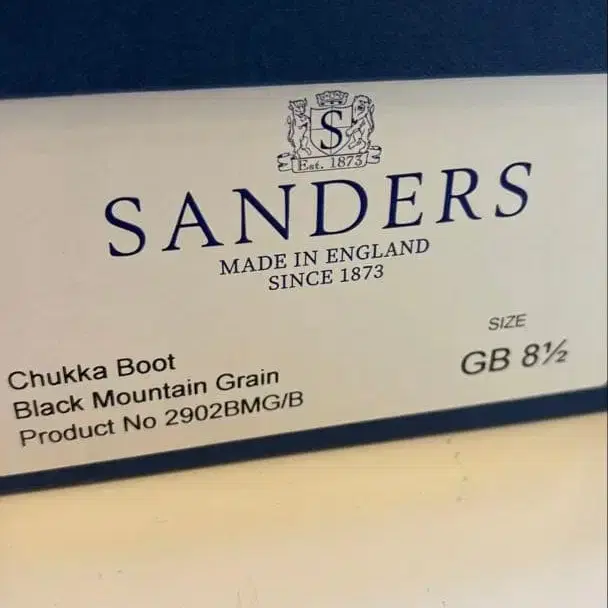 S
Est. 1873
SANDERS
MADE IN ENGLAND
SINCE 1873
SIZE
GB 8½
Chukka Boot
Black Mountain Grain
Product No 2902BMG/B